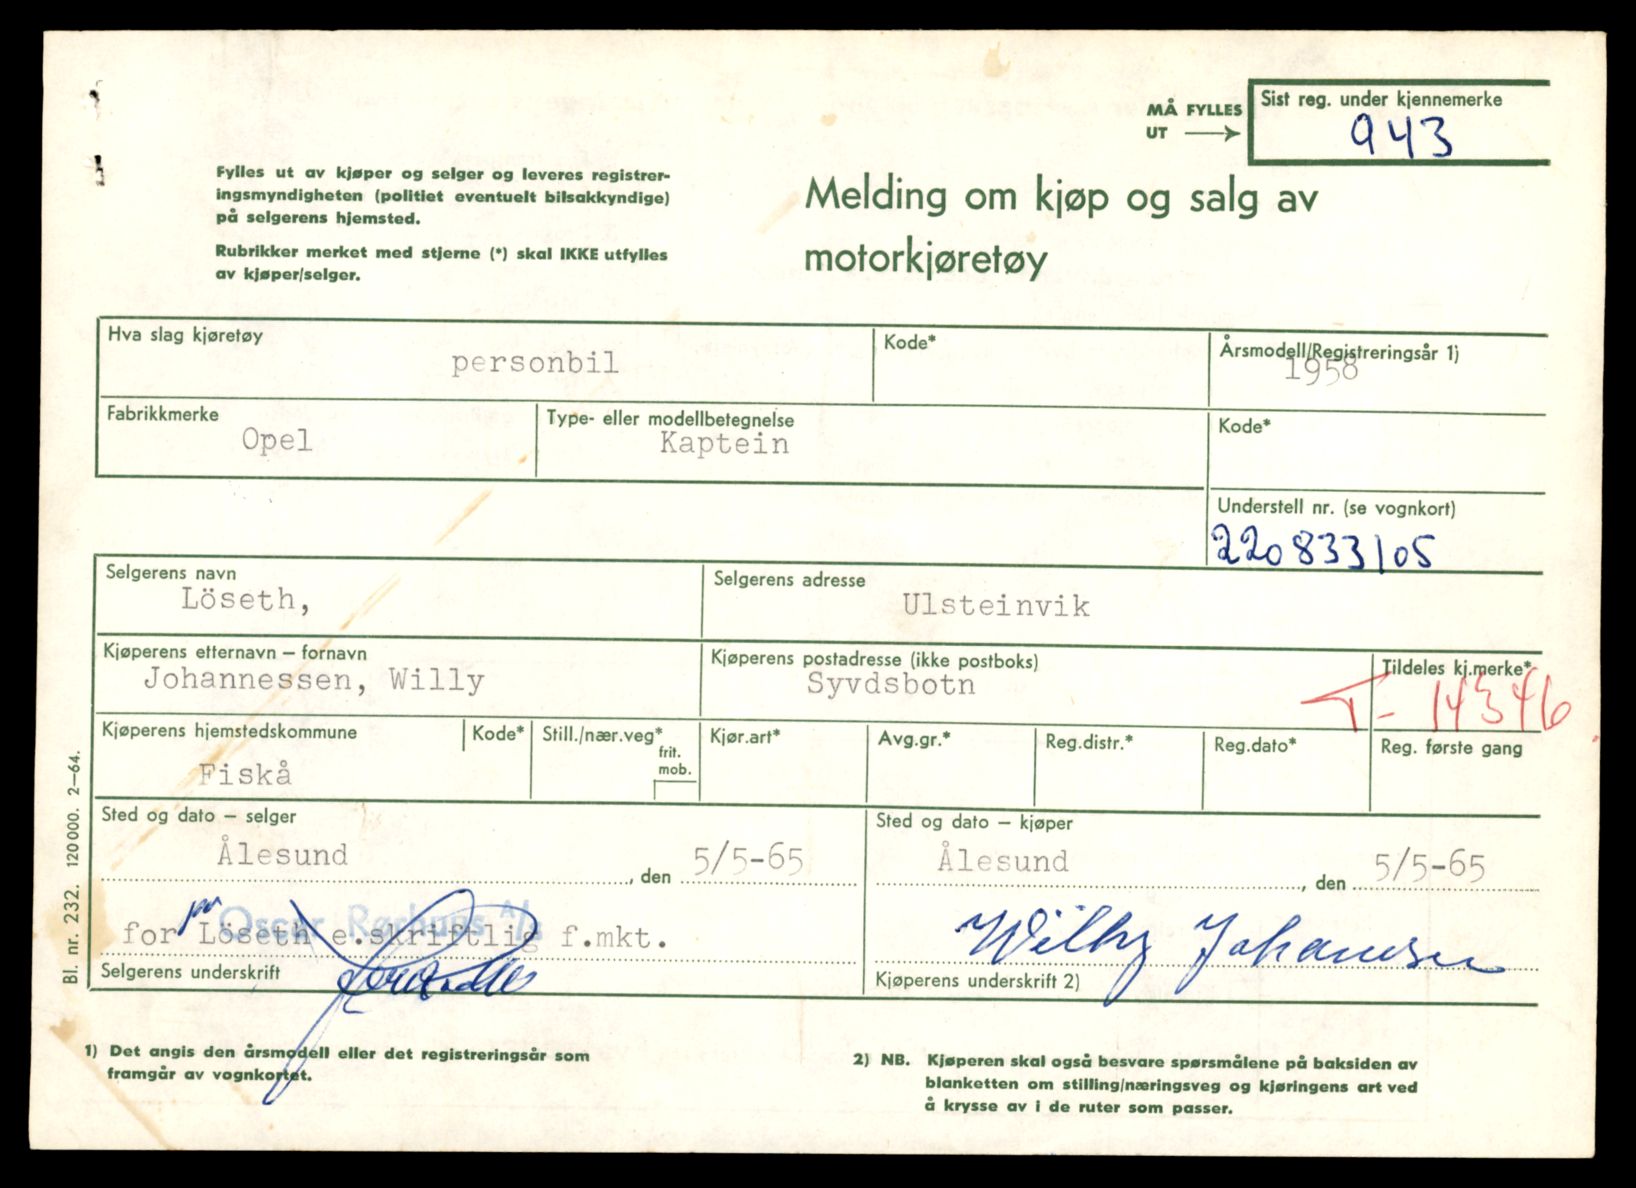 MÅ FYLLES
UT
Sist reg. under kjennemerke
943
Fylles ut av kjøper og selger og leveres registrer-
ingsmyndigheten (politiet eventuelt bilsakkyndige)
på selgerens hjemsted.
Rubrikker merket med stjerne (*) skal IKKE utfylles
av kjøper/selger.
Melding om kjøp og salg av
motorkjøretøy
Hva slag kjøretøy
personbil
Kode*
Årsmodell/Registreringsår 1)
1958
Fabrikkmerke
Opel
Type- eller modellbetegnelse
Kaptein
Kode*
Understell nr. (se vognkort)
220833105
Selgerens navn
Löseth,
Selgerens adresse
Ulsteinvik
Kjøperens etternavn – fornavn
Johannessen, Willy
Kjøperens postadresse (ikke postboks)
Syvdsbotn
Tildeles kj.merke*
T- 14346
Kjøperens hjemstedskommune
Fiskå
Kode*
Still./nær.veg*
frit.
mob.
Kjør.art*
Avg.gr.*
Reg.distr.*
Reg.dato*
Reg. første gang
Sted og dato – selger
Ålesund, den 5/5-65
Sted og dato – kjøper
Ålesund, den 5/5-65
pr Oscar Rørhuus A/S
for Löseth e.skriftlig f.mkt.
Selgerens underskrift
Willy Johansen
Kjøperens underskrift 2)
Bl. nr. 232. 120000. 2–64.
1) Det angis den årsmodell eller det registreringsår som
framgår av vognkortet.
2) NB. Kjøperen skal også besvare spørsmålene på baksiden av
blanketten om stilling/næringsveg og kjøringens art ved
å krysse av i de ruter som passer.